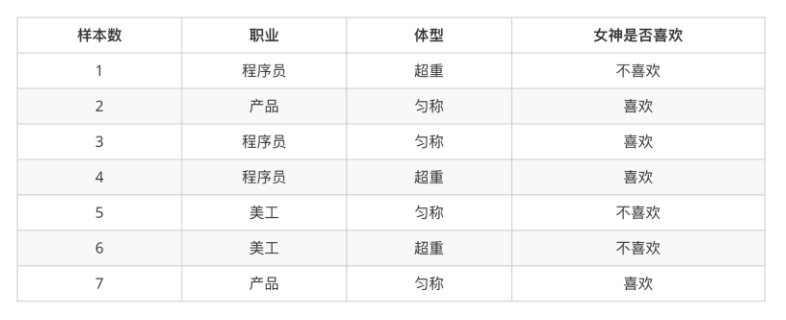 样本数 职业 体型 女神是否喜欢
1 程序员 超重 不喜欢
2 产品 匀称 喜欢
3 程序员 匀称 喜欢
4 程序员 超重 喜欢
5 美工 匀称 不喜欢
6 美工 超重 不喜欢
7 产品 匀称 喜欢